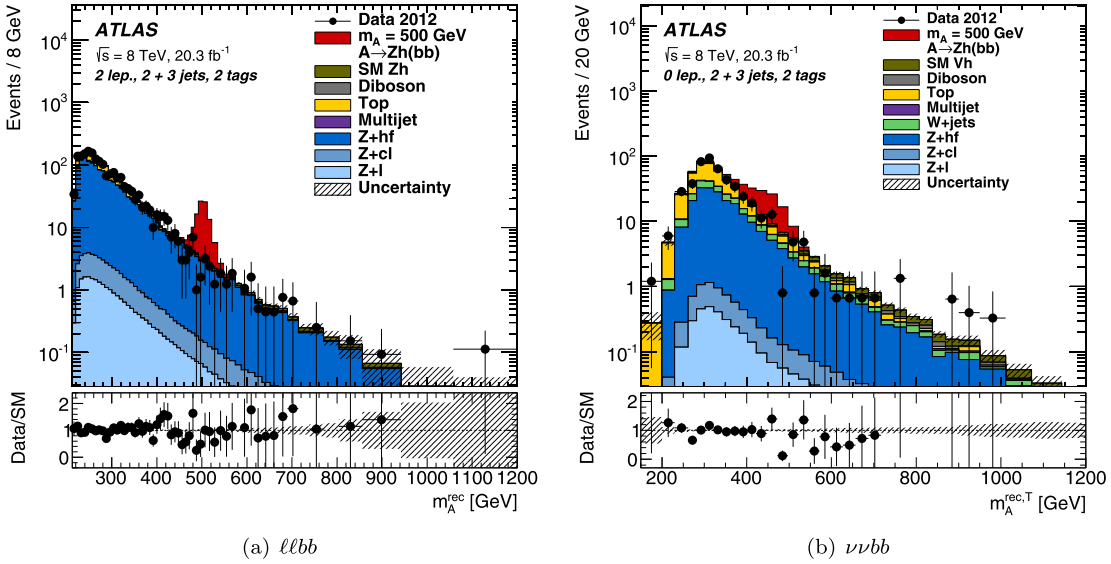 Events / 8 GeV
10⁴
10³
10²
10
1
10⁻¹
ATLAS
√s = 8 TeV, 20.3 fb⁻¹
2 lep., 2 + 3 jets, 2 tags
Data 2012
m_A = 500 GeV
A→Zh(bb)
SM Zh
Diboson
Top
Multijet
Z+hf
Z+cl
Z+l
Uncertainty
Data/SM
2
1
0
300 400 500 600 700 800 900 1000 1100 1200
m_A^rec [GeV]
(a) ℓℓbb
Events / 20 GeV
10⁴
10³
10²
10
1
10⁻¹
ATLAS
√s = 8 TeV, 20.3 fb⁻¹
0 lep., 2 + 3 jets, 2 tags
Data 2012
m_A = 500 GeV
A→Zh(bb)
SM Vh
Diboson
Top
Multijet
W+jets
Z+hf
Z+cl
Z+l
Uncertainty
Data/SM
2
1
0
200 400 600 800 1000 1200
m_A^rec,T [GeV]
(b) ννbb